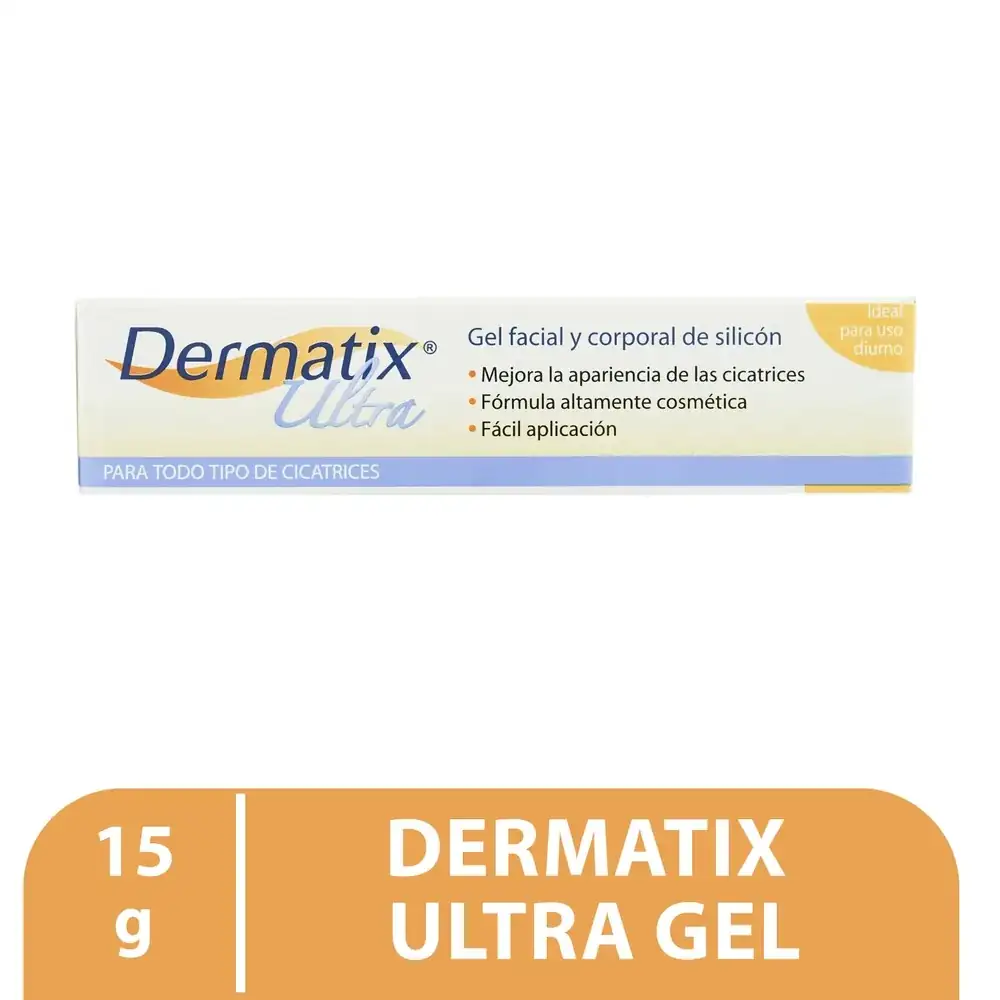 Dermatix®
Ultra
Gel facial y corporal de silicón
• Mejora la apariencia de las cicatrices
• Fórmula altamente cosmética
• Fácil aplicación
Ideal
para uso
diurno
PARA TODO TIPO DE CICATRICES
15
g
DERMATIX
ULTRA GEL